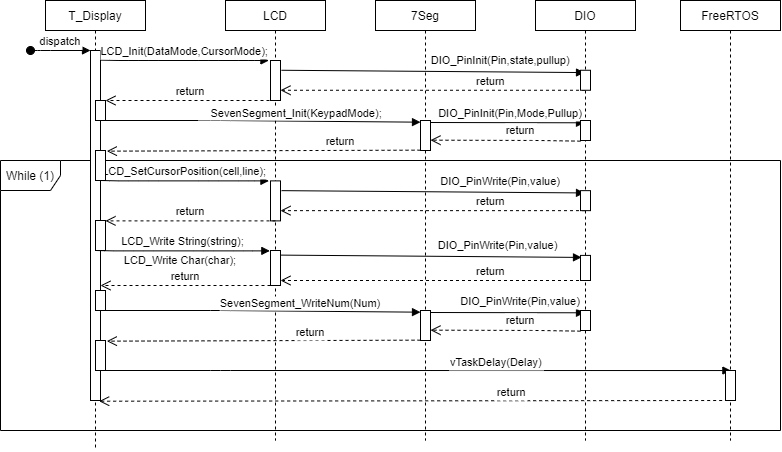 T_Display
LCD
7Seg
DIO
FreeRTOS
dispatch
LCD_Init(DataMode,CursorMode);
DIO_PinInit(Pin,state,pullup)
return
return
SevenSegment_Init(KeypadMode);
DIO_PinInit(Pin,Mode,Pullup)
return
return
While (1)
LCD_SetCursorPosition(cell,line);
DIO_PinWrite(Pin,value)
return
return
LCD_Write String(string);
DIO_PinWrite(Pin,value)
LCD_Write Char(char);
return
return
SevenSegment_WriteNum(Num)
DIO_PinWrite(Pin,value)
return
return
vTaskDelay(Delay)
return